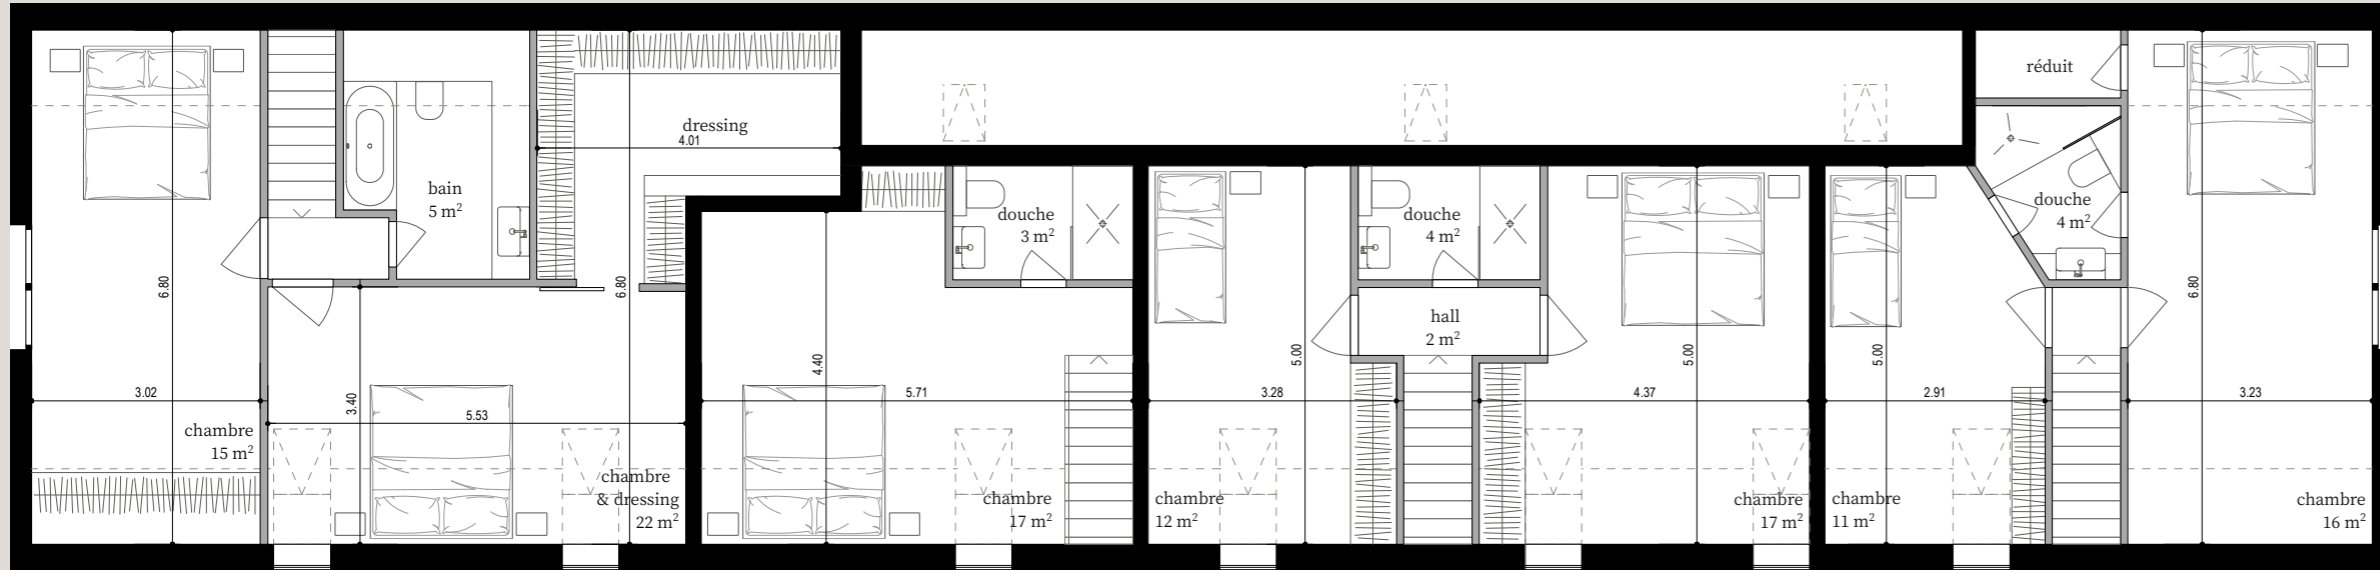 réduit
dressing
4.01
bain
5 m²
douche
3 m²
douche
4 m²
douche
4 m²
6.80
6.80
6.80
hall
2 m²
4.40
5.00
5.00
5.00
3.02
3.40
5.53
5.71
3.28
4.37
2.91
3.23
chambre
15 m²
chambre
& dressing
22 m²
chambre
17 m²
chambre
12 m²
chambre
17 m²
chambre
11 m²
chambre
16 m²